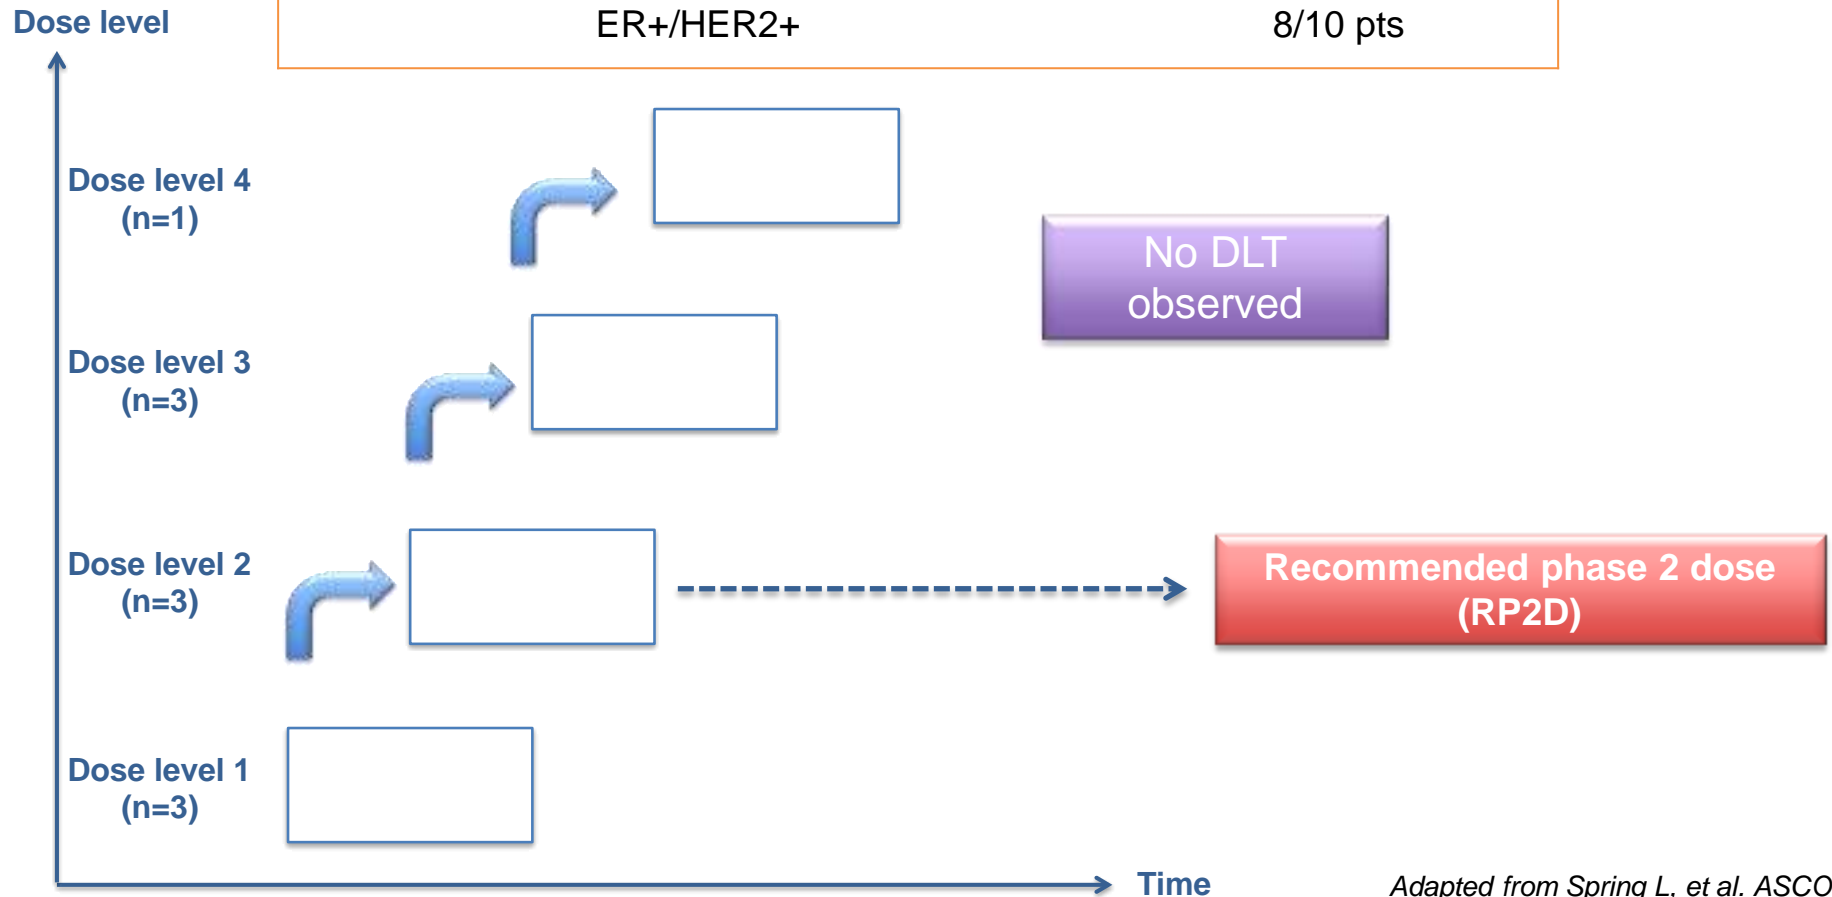 Dose level
ER+/HER2+ 8/10 pts
Dose level 4
(n=1)
No DLT
observed
Dose level 3
(n=3)
Dose level 2
(n=3)
Recommended phase 2 dose
(RP2D)
Dose level 1
(n=3)
Time
Adapted from Spring L, et al. ASCO